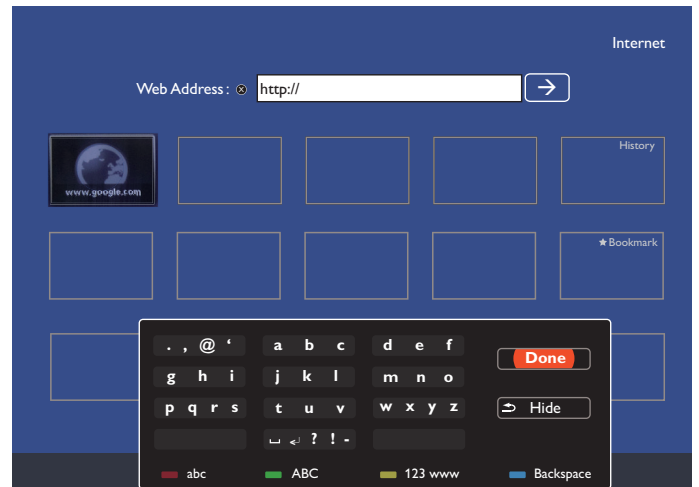 Internet
Web Address : http://
www.google.com
History
★ Bookmark
. , @ ‘ a b c d e f
Done
g h i j k l m n o
p q r s t u v w x y z
Hide
␣ ↵ ? ! -
abc ABC 123 www Backspace